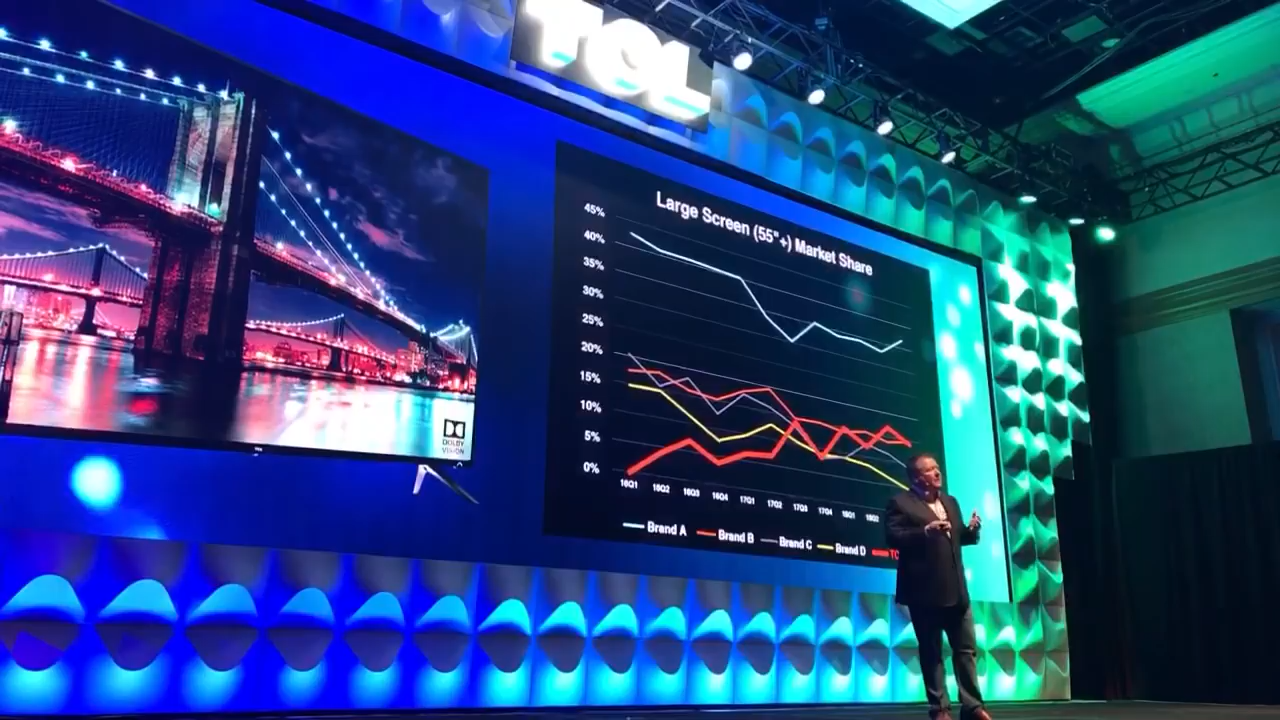 TCL
Large Screen (55"+) Market Share
45%
40%
35%
30%
25%
20%
15%
10%
5%
0%
16Q1 16Q2 16Q3 16Q4 17Q1 17Q2 17Q3 17Q4 18Q1 18Q2
Brand A Brand B Brand C Brand D TC
DOLBY
VISION